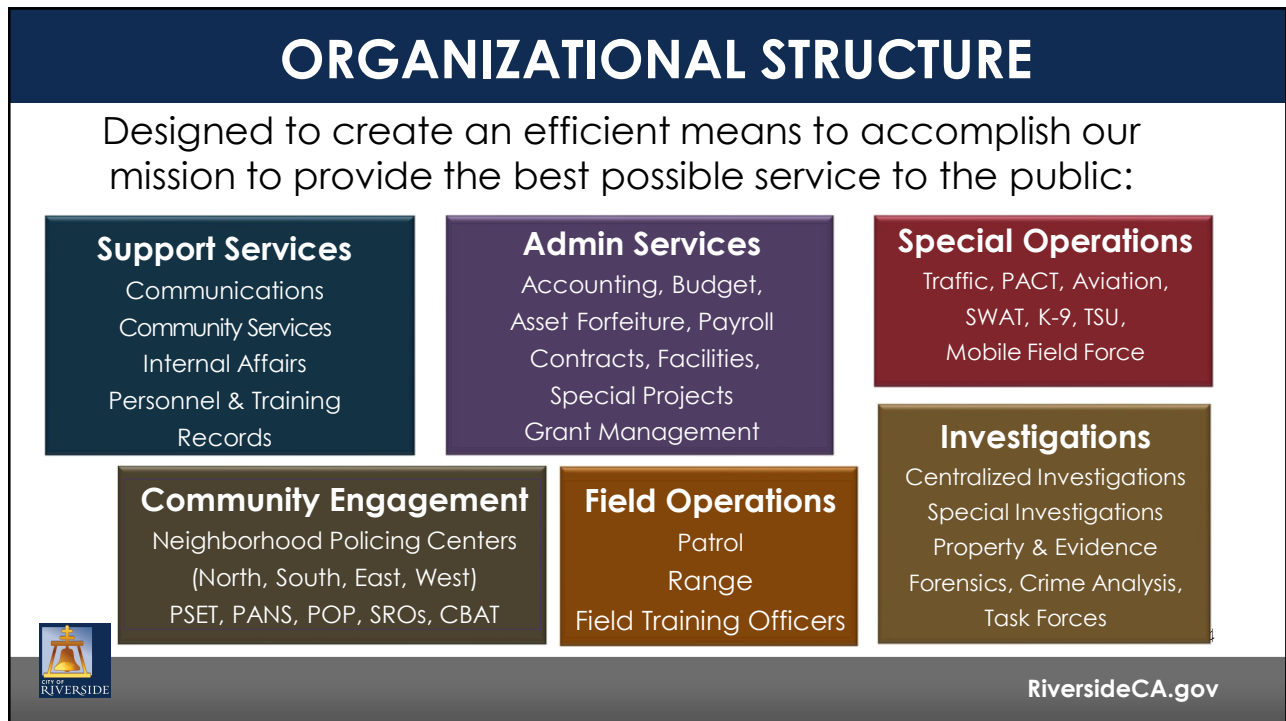 ORGANIZATIONAL STRUCTURE
Designed to create an efficient means to accomplish our
mission to provide the best possible service to the public:
Support Services
Communications
Community Services
Internal Affairs
Personnel & Training
Records
Admin Services
Accounting, Budget,
Asset Forfeiture, Payroll
Contracts, Facilities,
Special Projects
Grant Management
Special Operations
Traffic, PACT, Aviation,
SWAT, K-9, TSU,
Mobile Field Force
Community Engagement
Neighborhood Policing Centers
(North, South, East, West)
PSET, PANS, POP, SROs, CBAT
Field Operations
Patrol
Range
Field Training Officers
Investigations
Centralized Investigations
Special Investigations
Property & Evidence
Forensics, Crime Analysis,
Task Forces
CITY OF
RIVERSIDE
RiversideCA.gov